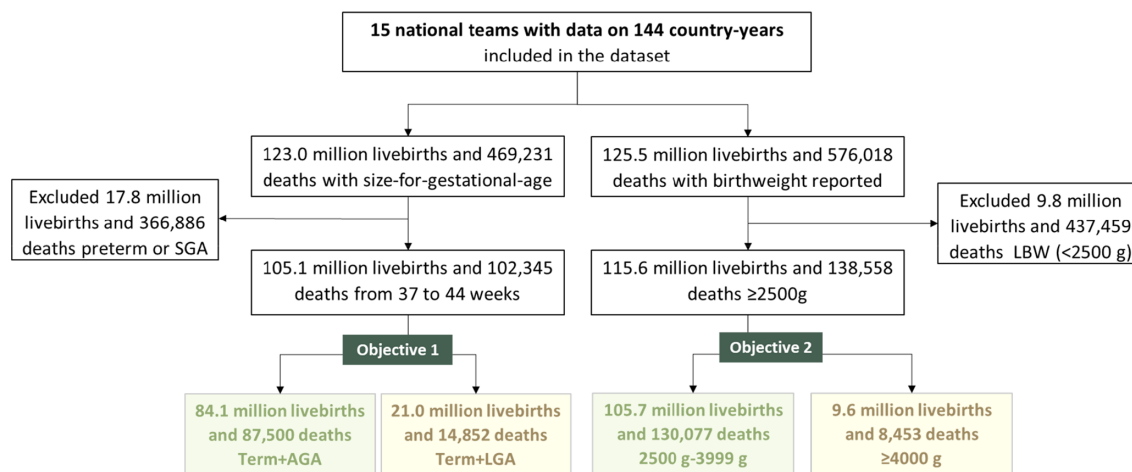 15 national teams with data on 144 country-years
included in the dataset
123.0 million livebirths and 469,231
deaths with size-for-gestational-age
125.5 million livebirths and 576,018
deaths with birthweight reported
Excluded 17.8 million
livebirths and 366,886
deaths preterm or SGA
Excluded 9.8 million
livebirths and 437,459
deaths LBW (<2500 g)
105.1 million livebirths and 102,345
deaths from 37 to 44 weeks
115.6 million livebirths and 138,558
deaths ≥2500g
Objective 1
Objective 2
84.1 million livebirths
and 87,500 deaths
Term+AGA
21.0 million livebirths
and 14,852 deaths
Term+LGA
105.7 million livebirths
and 130,077 deaths
2500 g-3999 g
9.6 million livebirths
and 8,453 deaths
≥4000 g